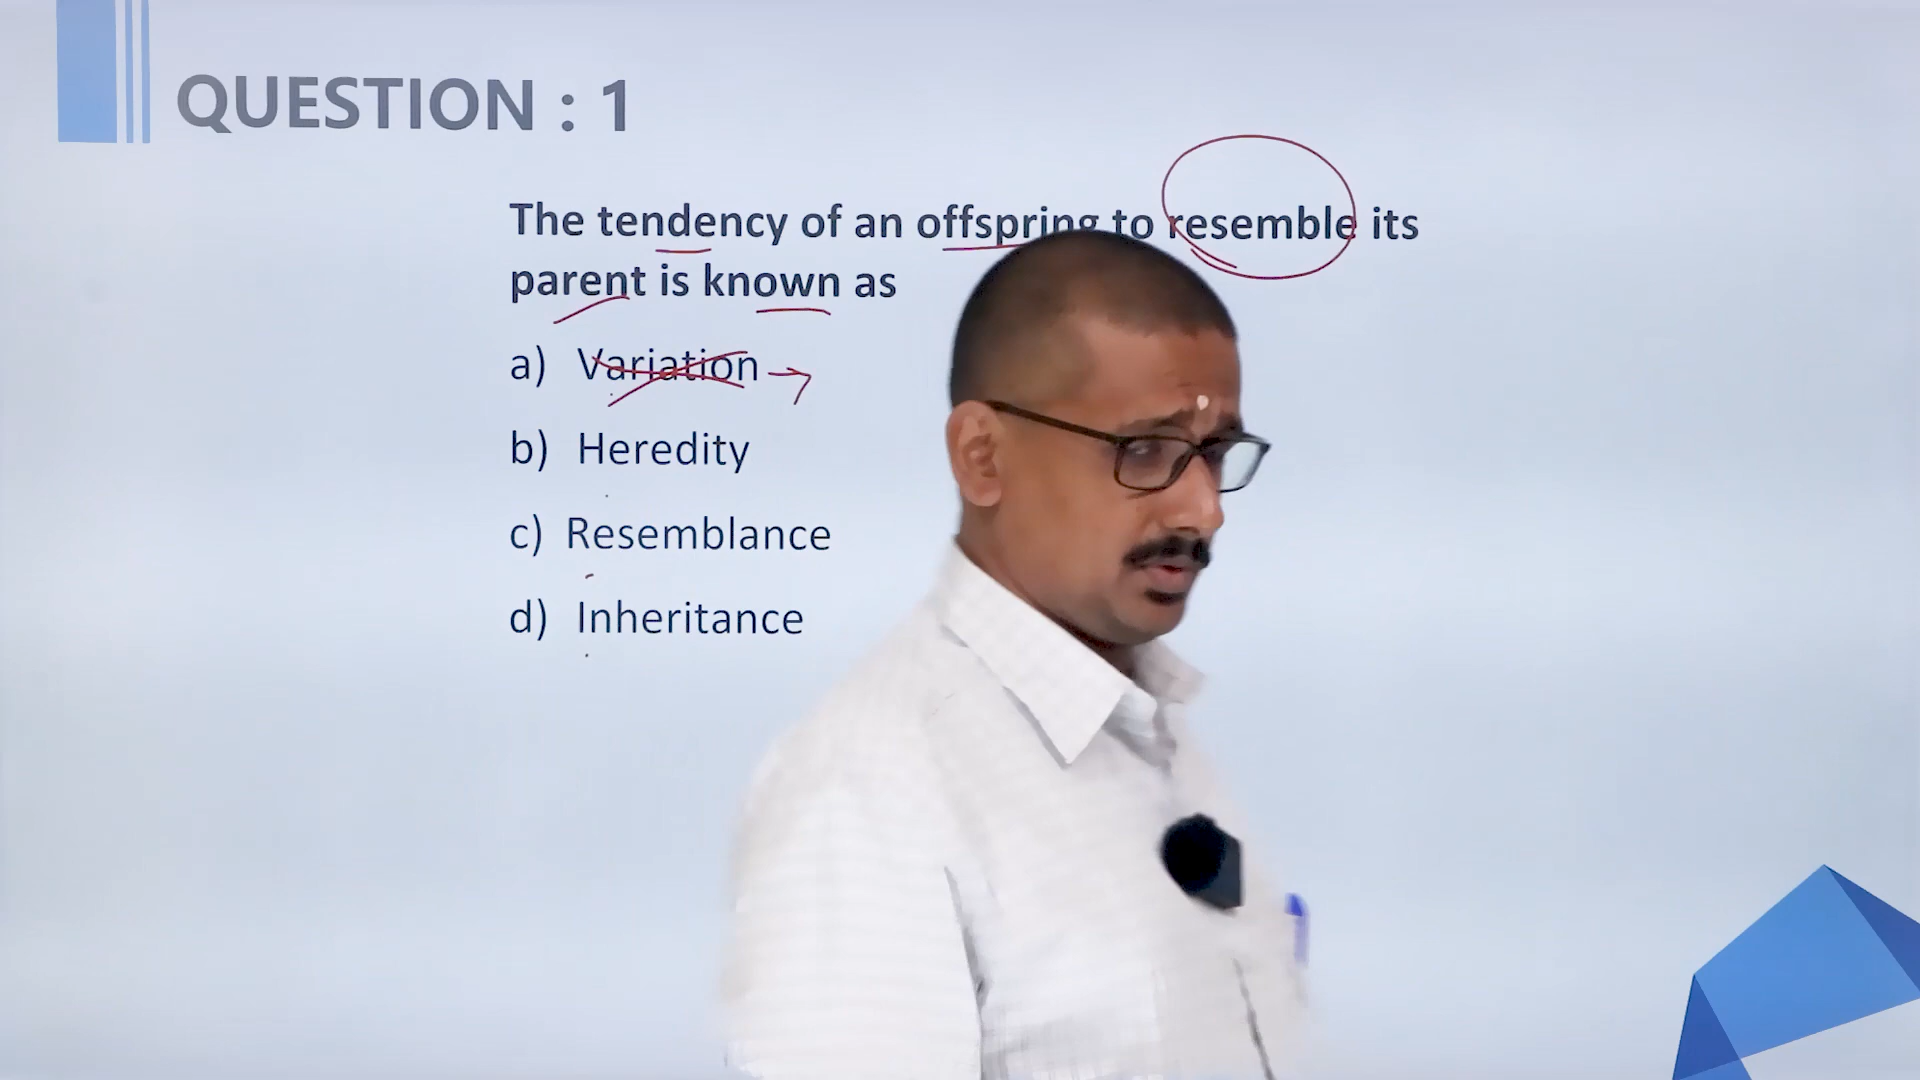 QUESTION : 1
The tendency of an offspring to resemble its
parent is known as
a) Variation
b) Heredity
c) Resemblance
d) Inheritance